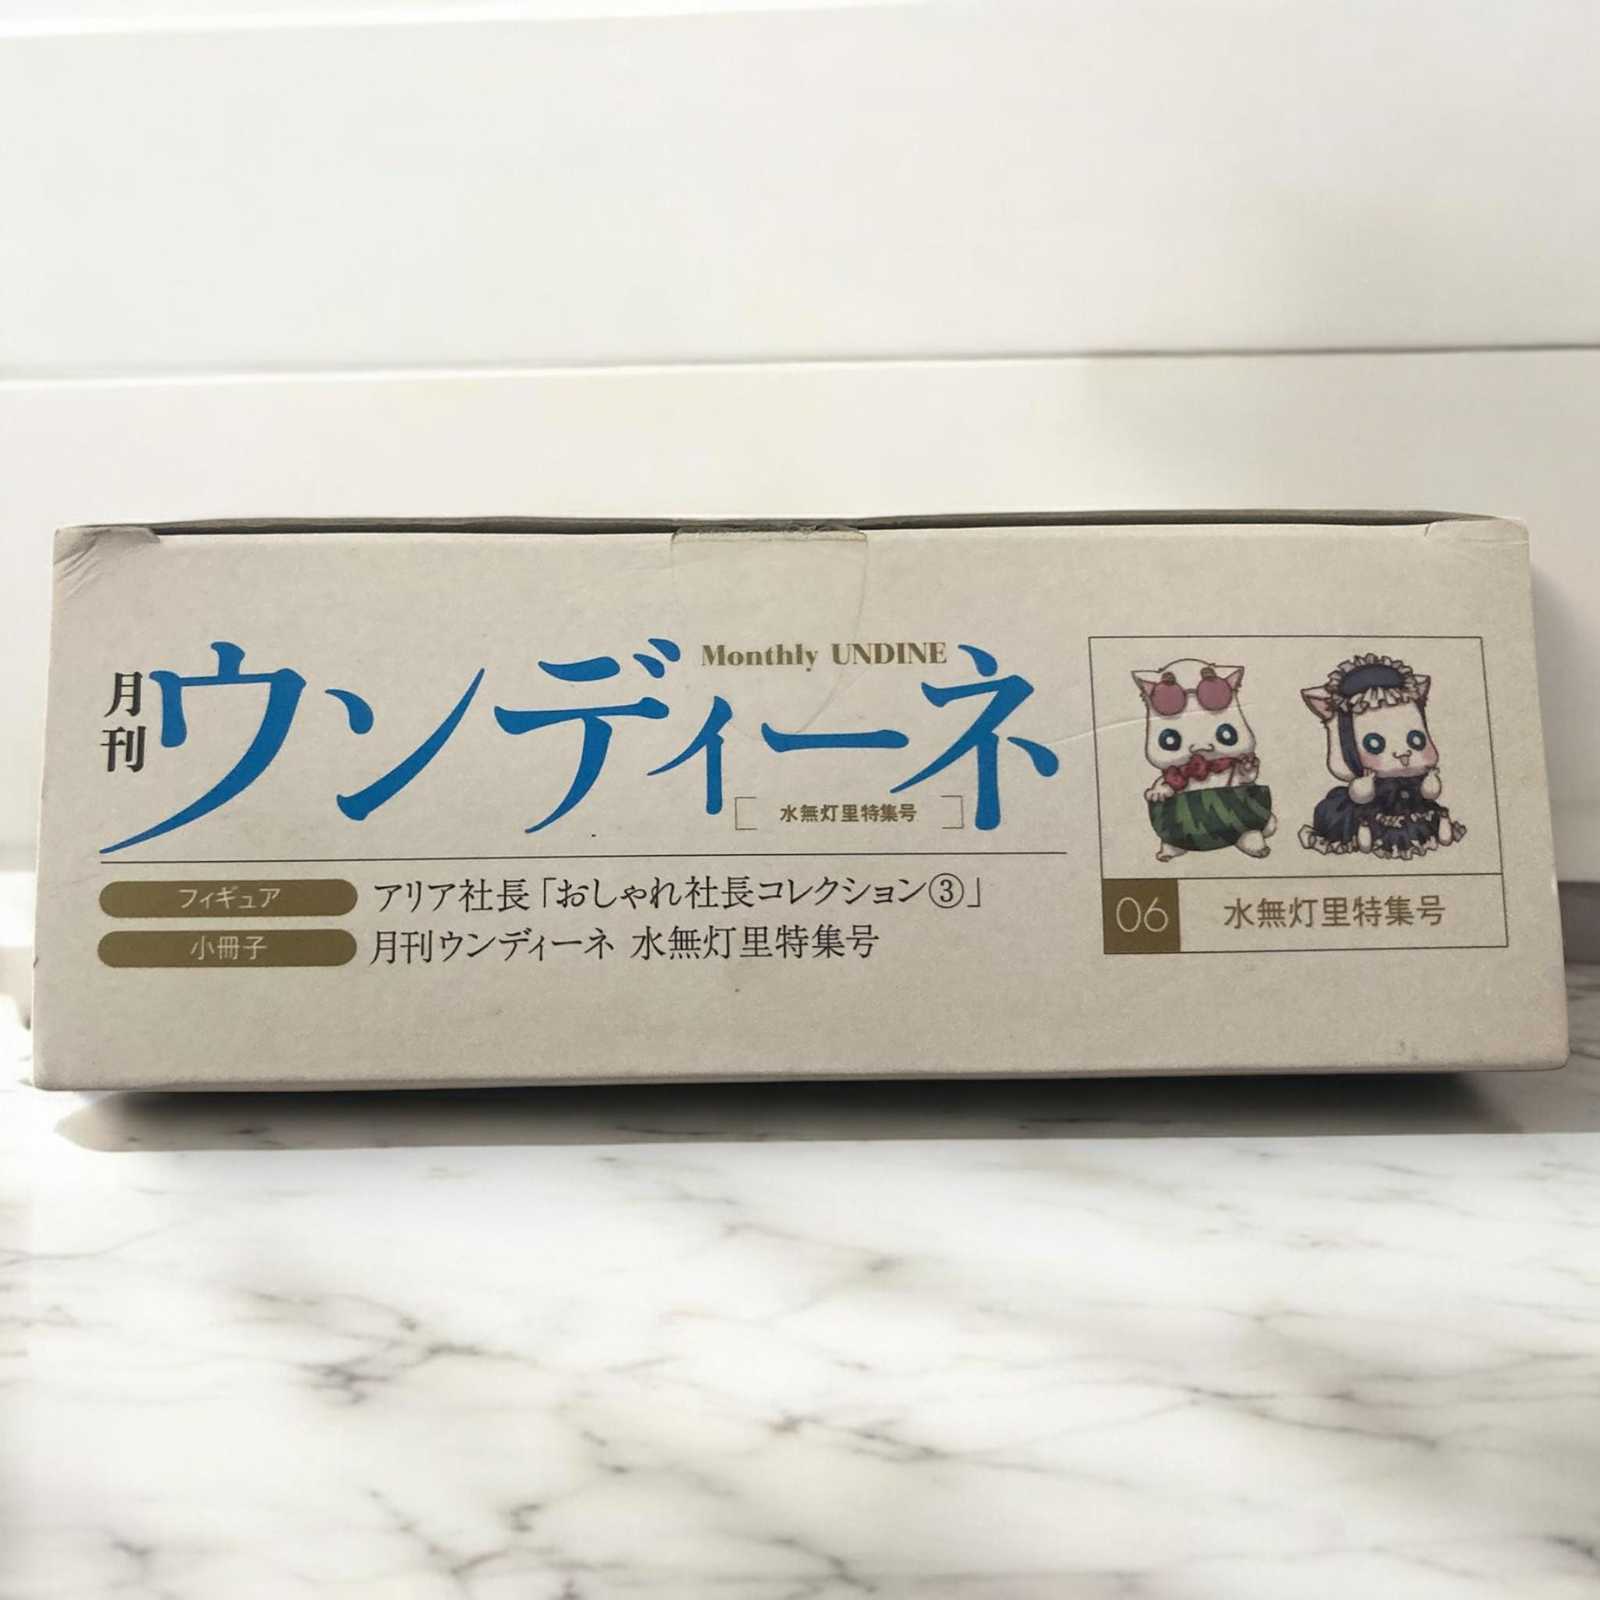 月刊
ウンディーネ
Monthly UNDINE
水無灯里特集号
フィギュア アリア社長「おしゃれ社長コレクション③」
小冊子 月刊ウンディーネ 水無灯里特集号
06 水無灯里特集号